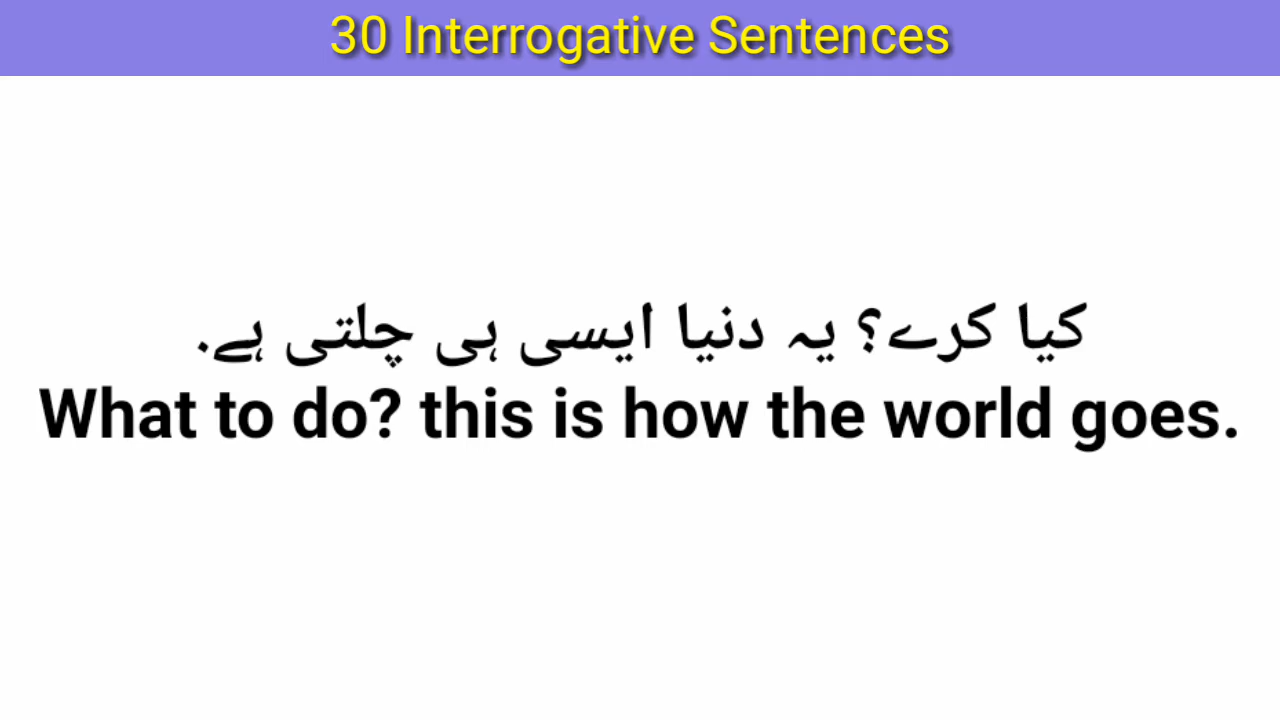 30 Interrogative Sentences
کیا کرے؟ یہ دنیا ایسی ہی چلتی ہے.
What to do? this is how the world goes.